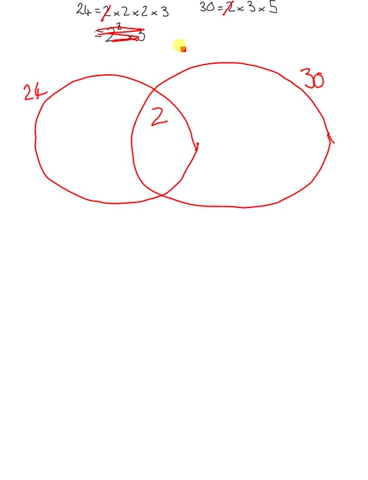 24 = 2 × 2 × 2 × 3
30 = 2 × 3 × 5
24
30
2